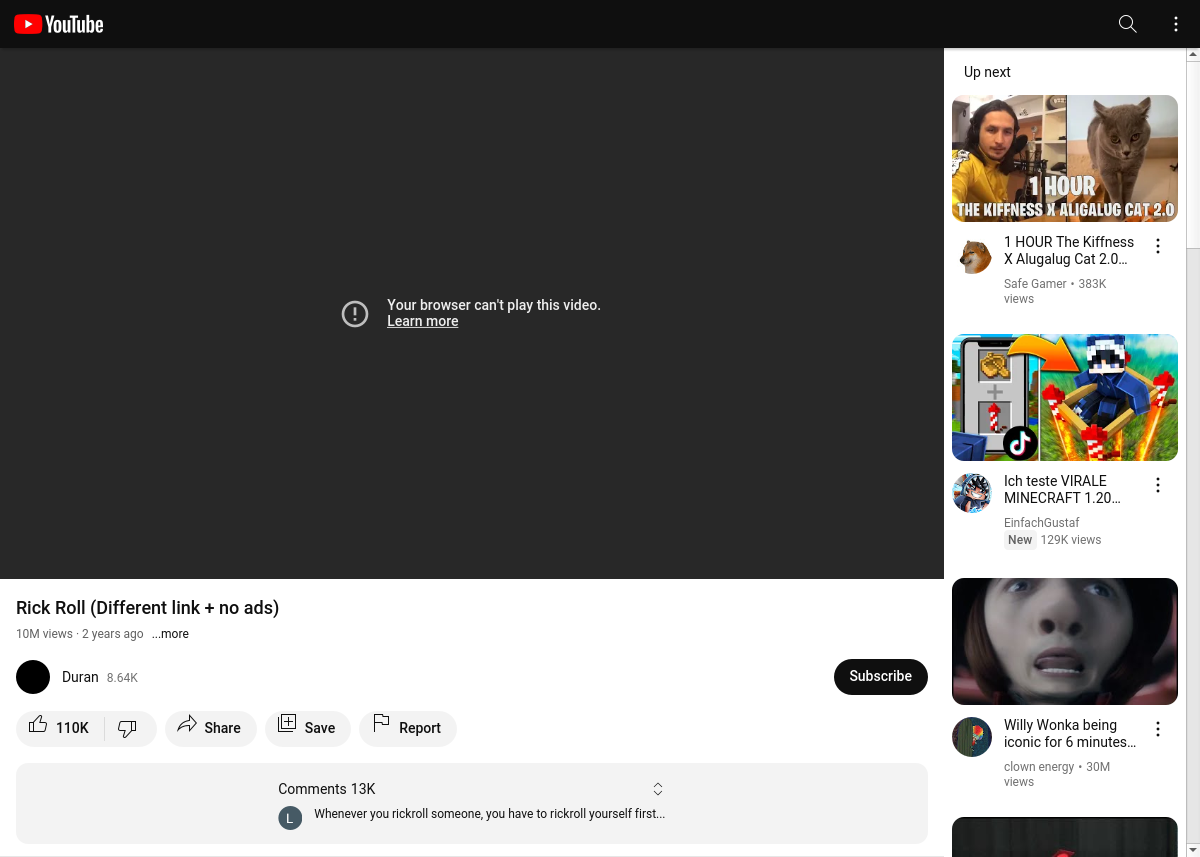 YouTube
Your browser can't play this video.
Learn more
Rick Roll (Different link + no ads)
10M views · 2 years ago ...more
Duran 8.64K
Subscribe
110K
Share
Save
Report
Comments 13K
L
Whenever you rickroll someone, you have to rickroll yourself first...
Up next
1 HOUR
THE KIFFNESS X ALIGALUG CAT 2.0
1 HOUR The Kiffness
X Alugalug Cat 2.0...
Safe Gamer • 383K
views
Ich teste VIRALE
MINECRAFT 1.20...
EinfachGustaf
New 129K views
Willy Wonka being
iconic for 6 minutes...
clown energy • 30M
views